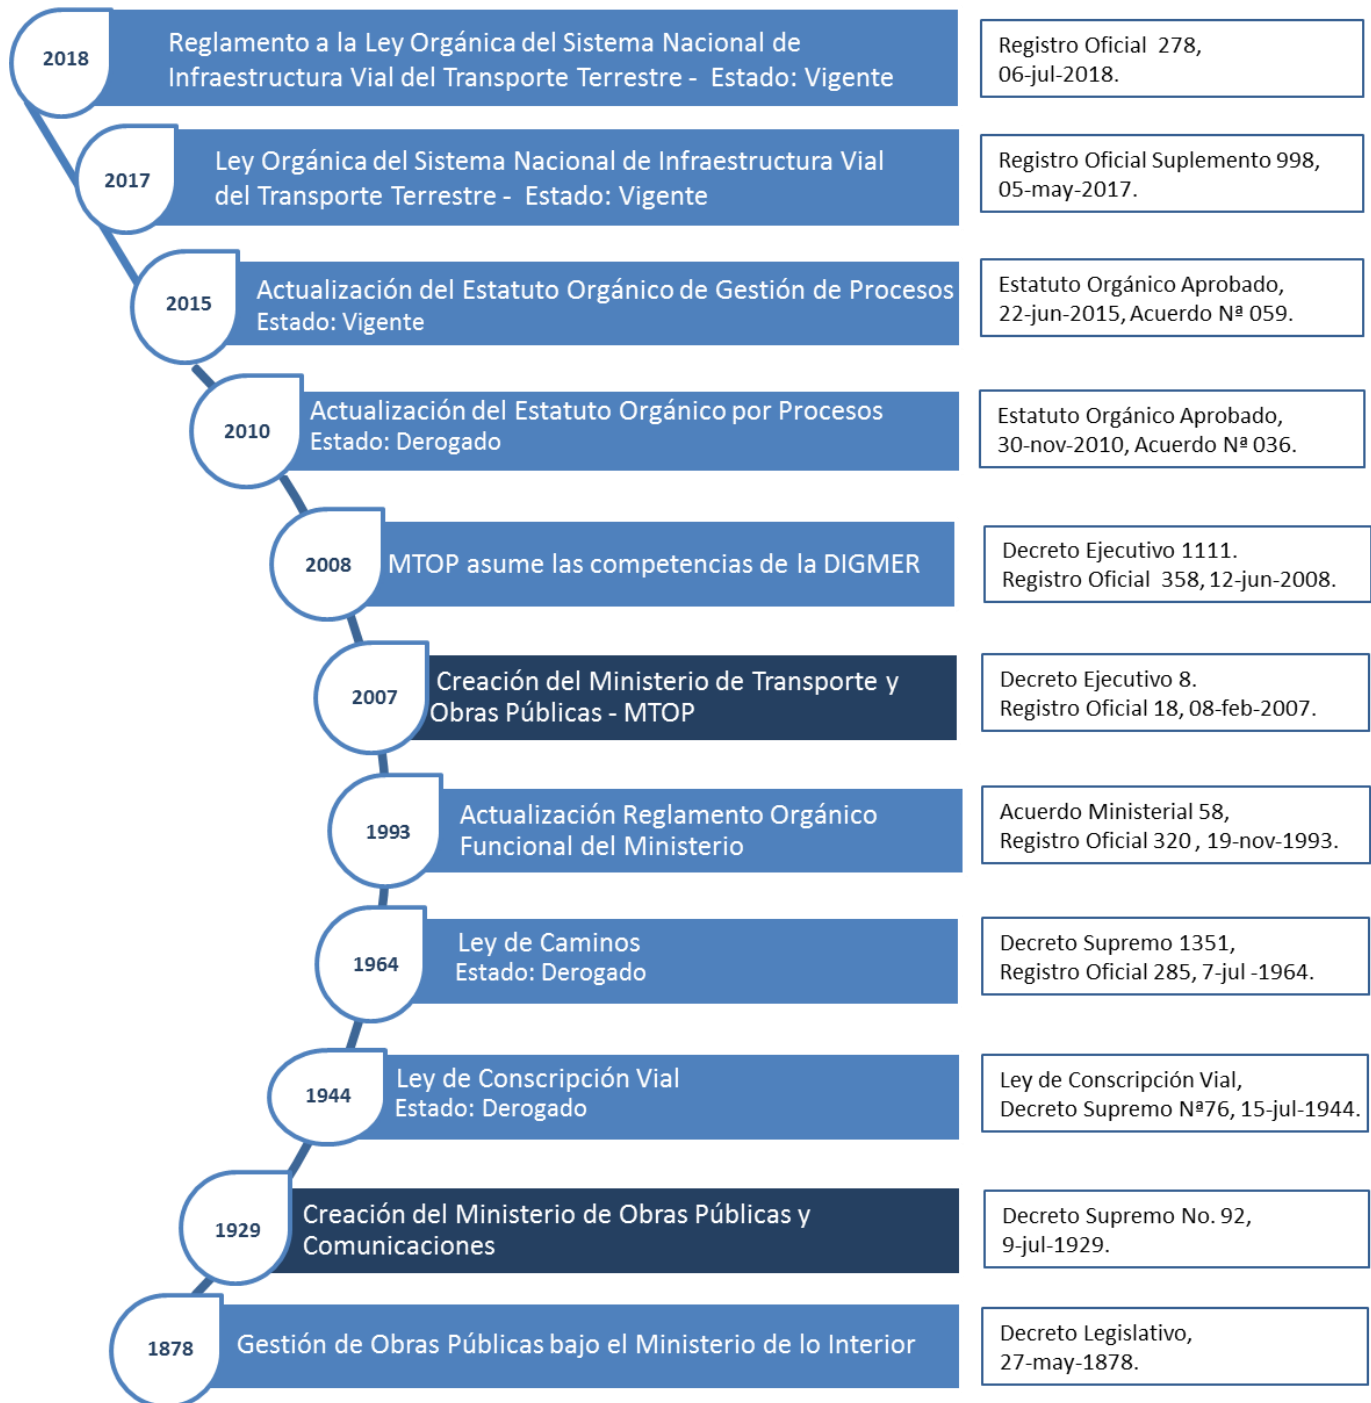 2018
Reglamento a la Ley Orgánica del Sistema Nacional de
Infraestructura Vial del Transporte Terrestre - Estado: Vigente
Registro Oficial 278,
06-jul-2018.
2017
Ley Orgánica del Sistema Nacional de Infraestructura Vial
del Transporte Terrestre - Estado: Vigente
Registro Oficial Suplemento 998,
05-may-2017.
2015
Actualización del Estatuto Orgánico de Gestión de Procesos
Estado: Vigente
Estatuto Orgánico Aprobado,
22-jun-2015, Acuerdo Nª 059.
2010
Actualización del Estatuto Orgánico por Procesos
Estado: Derogado
Estatuto Orgánico Aprobado,
30-nov-2010, Acuerdo Nª 036.
2008
MTOP asume las competencias de la DIGMER
Decreto Ejecutivo 1111.
Registro Oficial 358, 12-jun-2008.
2007
Creación del Ministerio de Transporte y
Obras Públicas - MTOP
Decreto Ejecutivo 8.
Registro Oficial 18, 08-feb-2007.
1993
Actualización Reglamento Orgánico
Funcional del Ministerio
Acuerdo Ministerial 58,
Registro Oficial 320 , 19-nov-1993.
1964
Ley de Caminos
Estado: Derogado
Decreto Supremo 1351,
Registro Oficial 285, 7-jul -1964.
1944
Ley de Conscripción Vial
Estado: Derogado
Ley de Conscripción Vial,
Decreto Supremo Nª76, 15-jul-1944.
1929
Creación del Ministerio de Obras Públicas y
Comunicaciones
Decreto Supremo No. 92,
9-jul-1929.
1878
Gestión de Obras Públicas bajo el Ministerio de lo Interior
Decreto Legislativo,
27-may-1878.